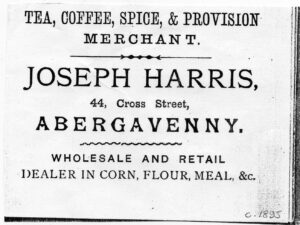 TEA, COFFEE, SPICE, & PROVISION
MERCHANT.
JOSEPH HARRIS,
44, Cross Street,
ABERGAVENNY.
WHOLESALE AND RETAIL
DEALER IN CORN, FLOUR, MEAL, &c.
c. 1895